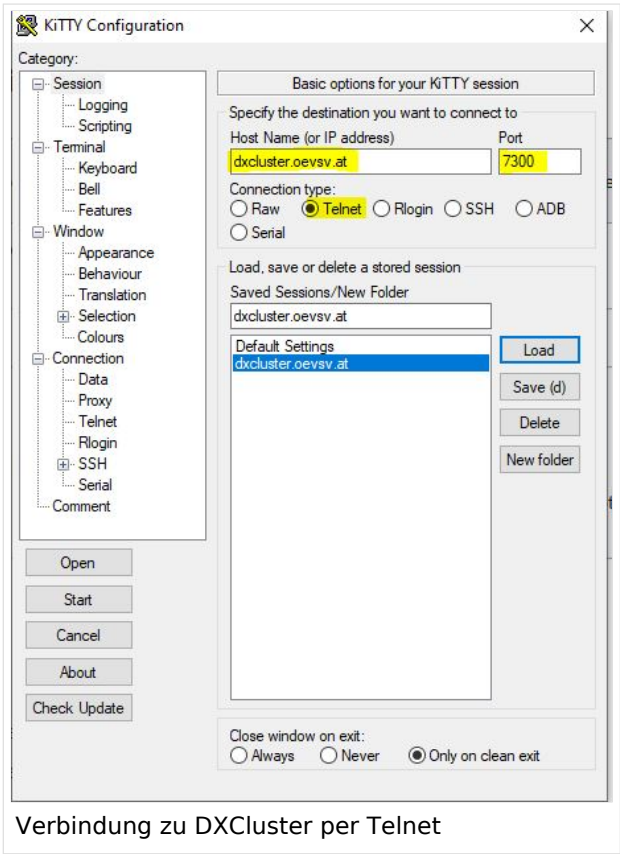 KiTTY Configuration
Category:
Session
Logging
Scripting
Terminal
Keyboard
Bell
Features
Window
Appearance
Behaviour
Translation
Selection
Colours
Connection
Data
Proxy
Telnet
Rlogin
SSH
Serial
Comment
Open
Start
Cancel
About
Check Update
Basic options for your KiTTY session
Specify the destination you want to connect to
Host Name (or IP address) Port
dxcluster.oevsv.at 7300
Connection type:
Raw Telnet Rlogin SSH ADB
Serial
Load, save or delete a stored session
Saved Sessions/New Folder
dxcluster.oevsv.at
Default Settings
dxcluster.oevsv.at
Load
Save (d)
Delete
New folder
Close window on exit:
Always Never Only on clean exit
Verbindung zu DXCluster per Telnet